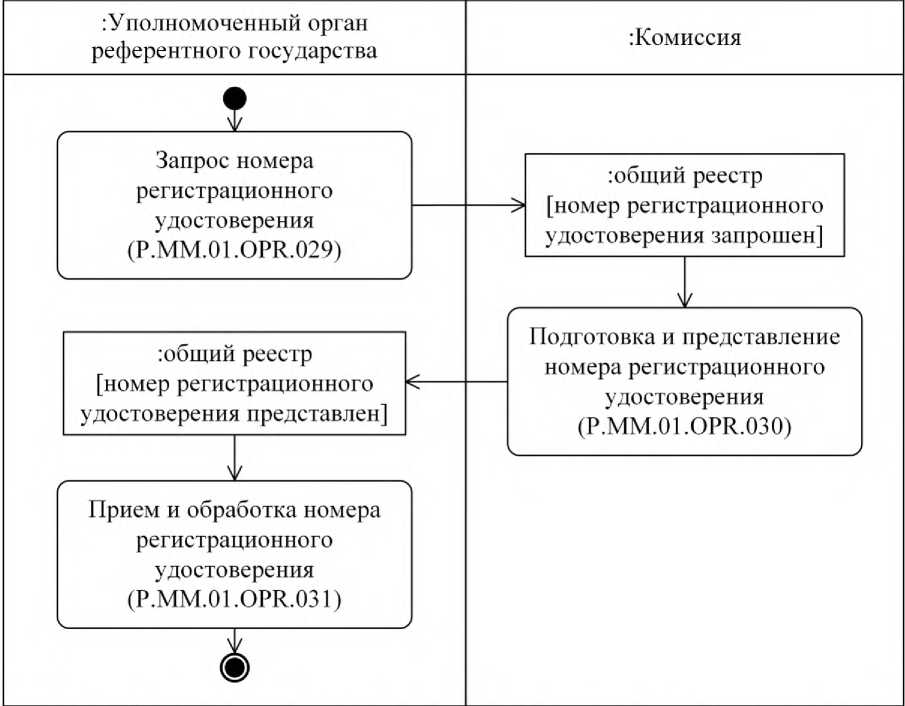 :Уполномоченный орган
референтного государства
:Комиссия
Запрос номера
регистрационного
удостоверения
(P.MM.01.OPR.029)
:общий реестр
[номер регистрационного
удостоверения запрошен]
Подготовка и представление
номера регистрационного
удостоверения
(P.MM.01.OPR.030)
:общий реестр
[номер регистрационного
удостоверения представлен]
Прием и обработка номера
регистрационного
удостоверения
(P.MM.01.OPR.031)